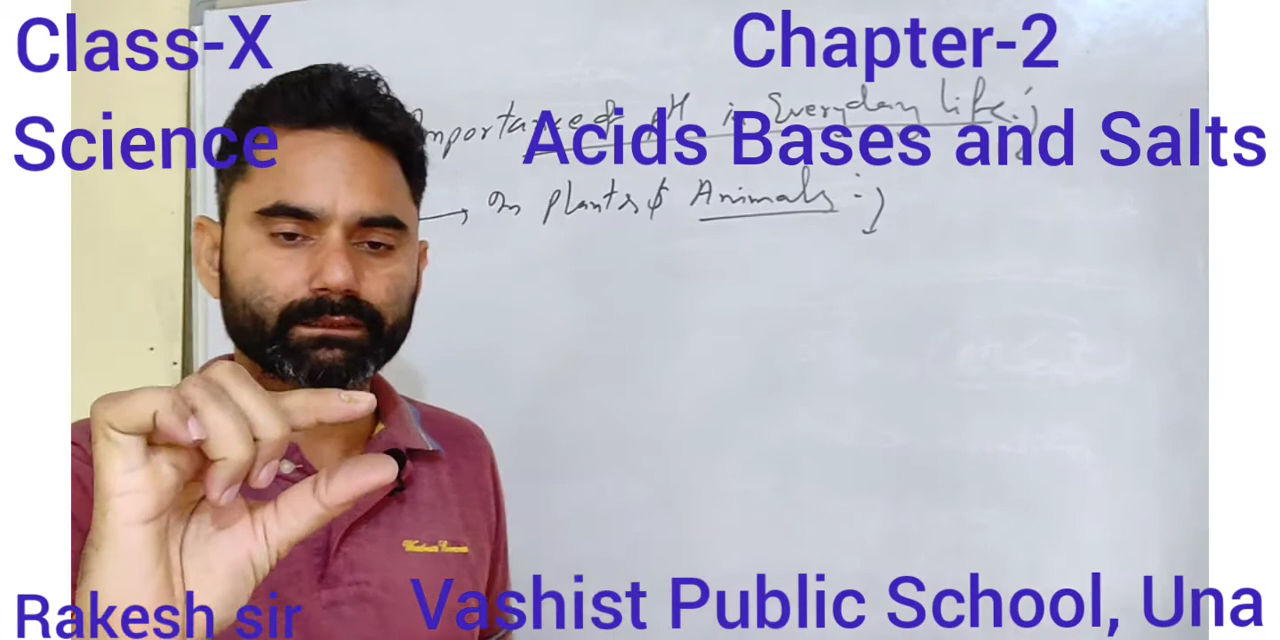 Class-X
Chapter-2
Science
Importance of pH in Everyday life :-
Acids Bases and Salts
→ In Plants & Animals :-
Rakesh sir
Vashist Public School, Una